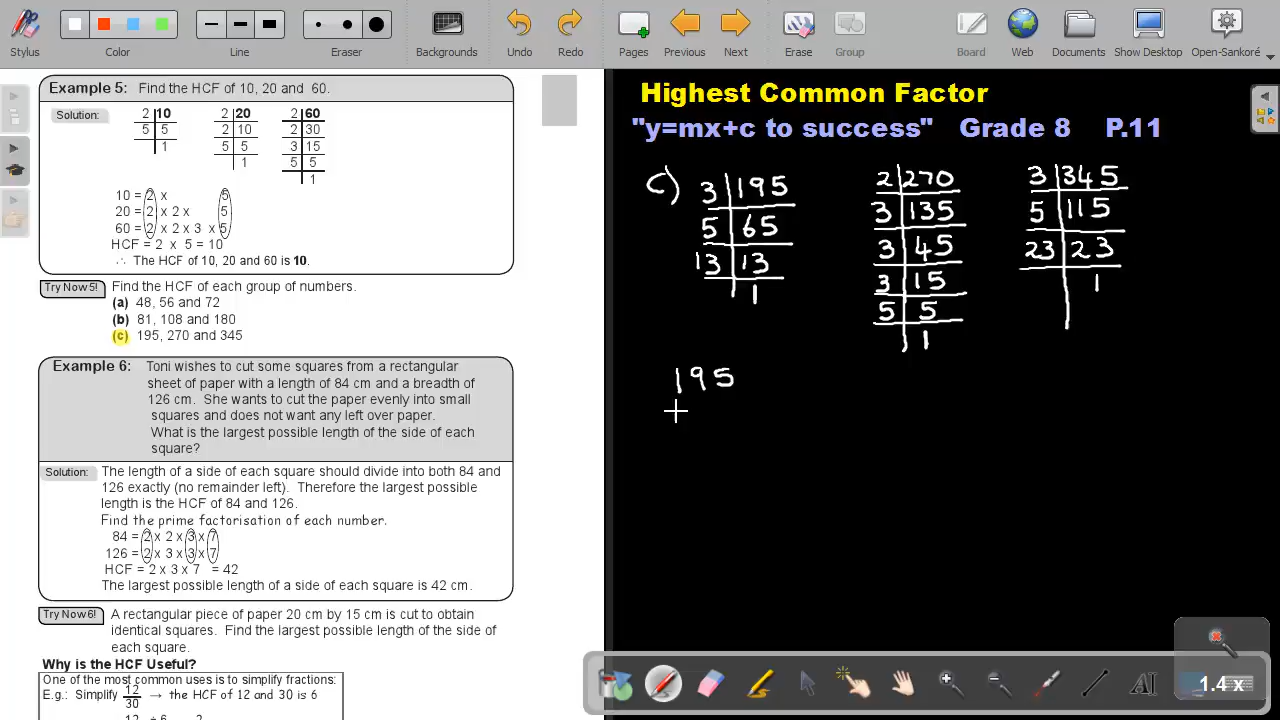 Stylus Color Line Eraser Backgrounds Undo Redo Pages Previous Next Erase Group Board Web Documents Show Desktop Open-Sankoré
Example 5: Find the HCF of 10, 20 and 60.
Solution:
2 10
5 5
1
2 20
2 10
5 5
1
2 60
2 30
3 15
5 5
1
10 = 2 x 5
20 = 2 x 2 x 5
60 = 2 x 2 x 3 x 5
HCF = 2 x 5 = 10
∴ The HCF of 10, 20 and 60 is 10.
Try Now 5! Find the HCF of each group of numbers.
(a) 48, 56 and 72
(b) 81, 108 and 180
(c) 195, 270 and 345
Example 6: Toni wishes to cut some squares from a rectangular
sheet of paper with a length of 84 cm and a breadth of
126 cm. She wants to cut the paper evenly into small
squares and does not want any left over paper.
What is the largest possible length of the side of each
square?
Solution: The length of a side of each square should divide into both 84 and
126 exactly (no remainder left). Therefore the largest possible
length is the HCF of 84 and 126.
Find the prime factorisation of each number.
84 = 2 x 2 x 3 x 7
126 = 2 x 3 x 3 x 7
HCF = 2 x 3 x 7 = 42
The largest possible length of a side of each square is 42 cm.
Try Now 6! A rectangular piece of paper 20 cm by 15 cm is cut to obtain
identical squares. Find the largest possible length of the side of
each square.
Why is the HCF Useful?
One of the most common uses is to simplify fractions:
E.g.: Simplify 12/30 → the HCF of 12 and 30 is 6
Highest Common Factor
"y=mx+c to success" Grade 8 P.11
c)
3 195
5 65
13 13
1
2 270
3 135
3 45
3 15
5 5
1
3 345
5 115
23 23
1
195
1.4 x